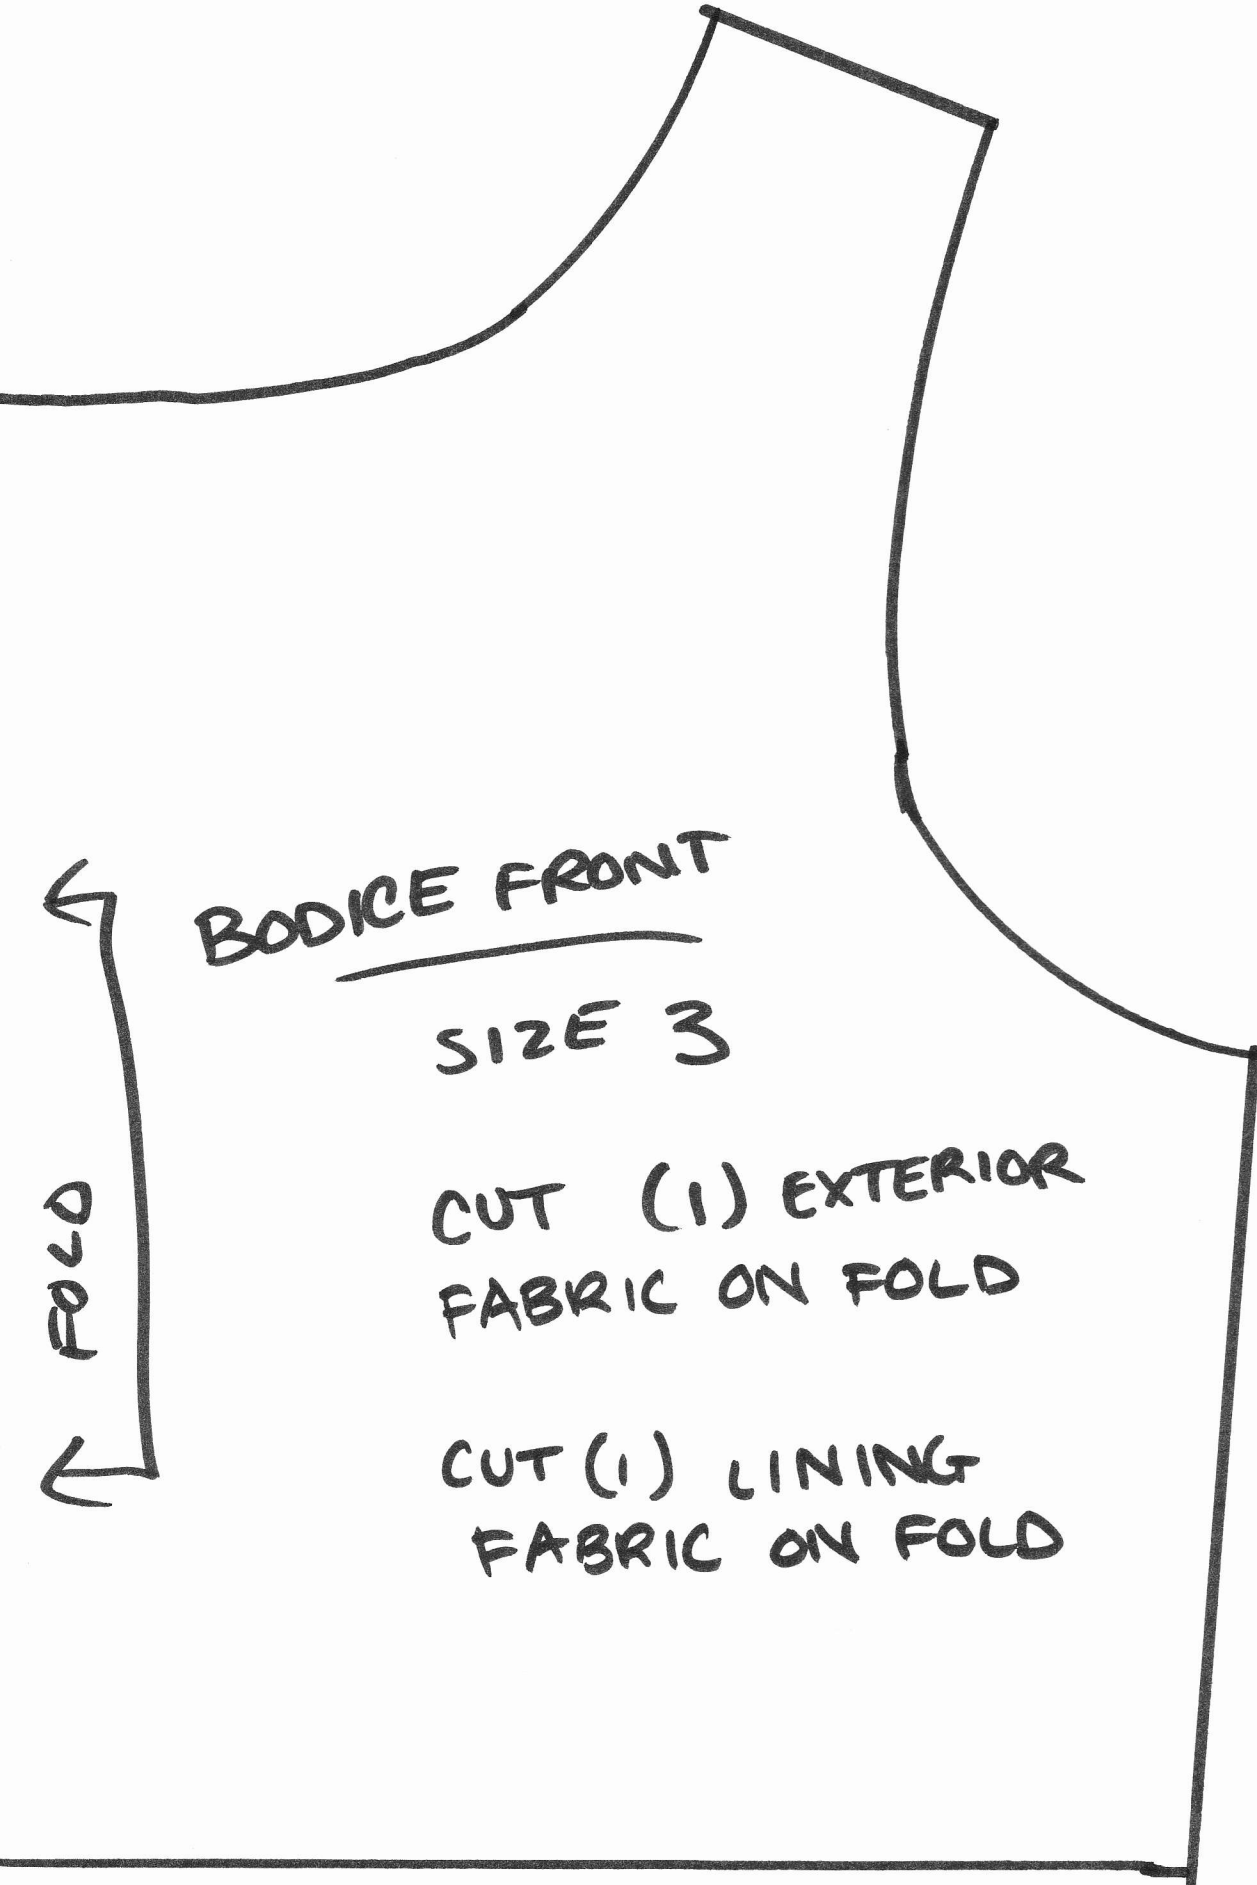 BODICE FRONT
SIZE 3
CUT (1) EXTERIOR
FABRIC ON FOLD
CUT (1) LINING
FABRIC ON FOLD
FOLD